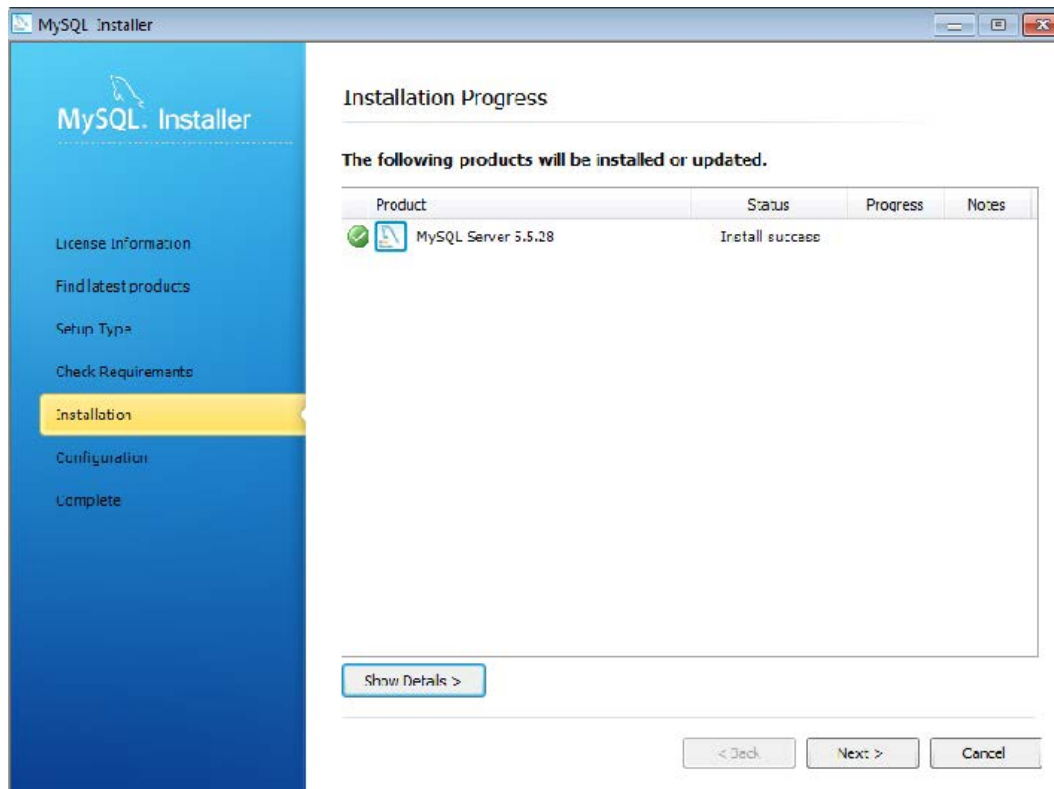 MySQL Installer
MySQL. Installer
License Information
Find latest products
Setup Type
Check Requirements
Installation
Configuration
Complete
Installation Progress
The following products will be installed or updated.
Product Status Progress Notes
MySQL Server 5.5.28 Install success
Show Details >
< Back Next > Cancel